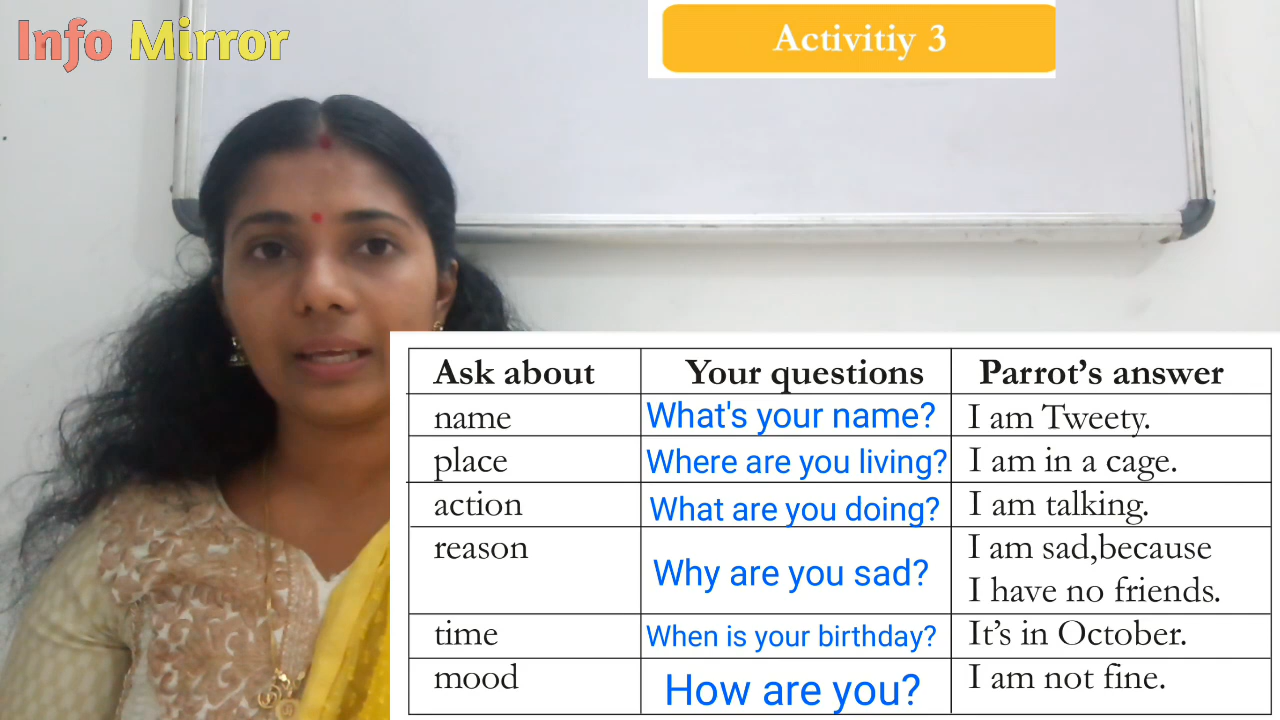 Info Mirror
Activitiy 3
Ask about Your questions Parrot's answer
name What's your name? I am Tweety.
place Where are you living? I am in a cage.
action What are you doing? I am talking.
reason Why are you sad? I am sad,because
I have no friends.
time When is your birthday? It's in October.
mood How are you? I am not fine.